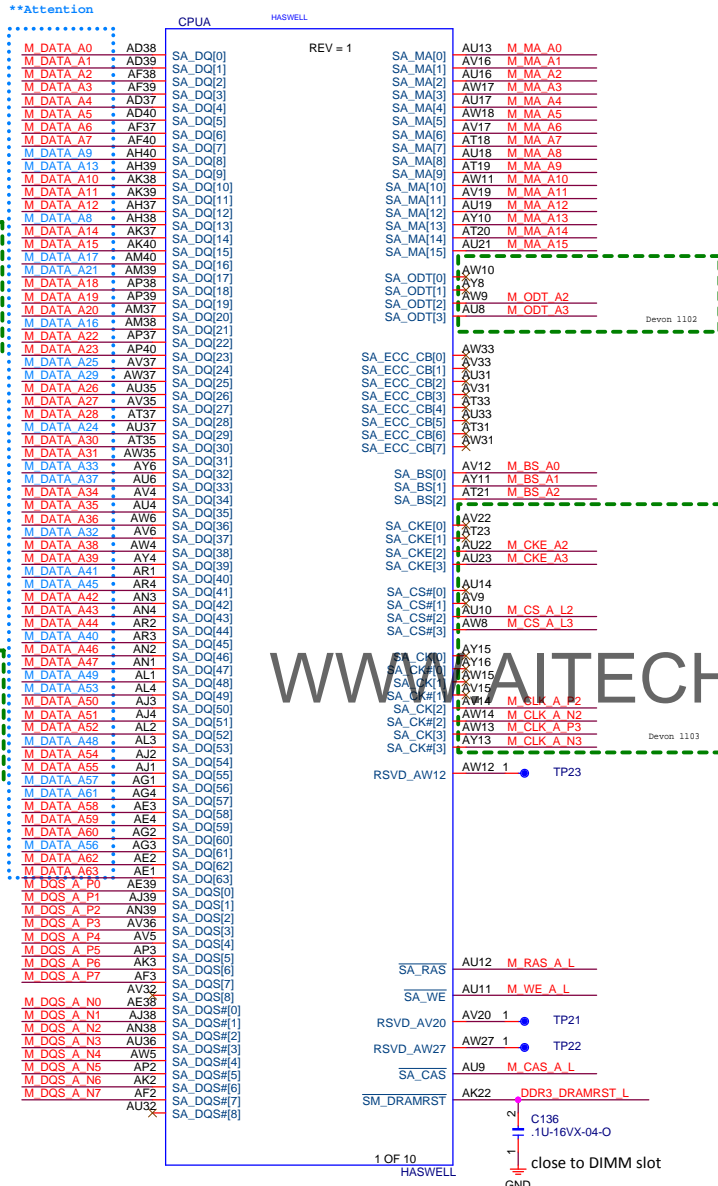 **Attention
CPUA HASWELL
REV = 1
M_DATA_A0 AD38 SA_DQ[0] SA_MA[0] AU13 M_MA_A0
M_DATA_A1 AD39 SA_DQ[1] SA_MA[1] AV16 M_MA_A1
M_DATA_A2 AF38 SA_DQ[2] SA_MA[2] AU16 M_MA_A2
M_DATA_A3 AF39 SA_DQ[3] SA_MA[3] AW17 M_MA_A3
M_DATA_A4 AD37 SA_DQ[4] SA_MA[4] AU17 M_MA_A4
M_DATA_A5 AD40 SA_DQ[5] SA_MA[5] AW18 M_MA_A5
M_DATA_A6 AF37 SA_DQ[6] SA_MA[6] AV17 M_MA_A6
M_DATA_A7 AF40 SA_DQ[7] SA_MA[7] AT18 M_MA_A7
M_DATA_A9 AH40 SA_DQ[8] SA_MA[8] AU18 M_MA_A8
M_DATA_A13 AH39 SA_DQ[9] SA_MA[9] AT19 M_MA_A9
M_DATA_A10 AK38 SA_DQ[10] SA_MA[10] AW11 M_MA_A10
M_DATA_A11 AK39 SA_DQ[11] SA_MA[11] AV19 M_MA_A11
M_DATA_A12 AH37 SA_DQ[12] SA_MA[12] AU19 M_MA_A12
M_DATA_A8 AH38 SA_DQ[13] SA_MA[13] AY10 M_MA_A13
M_DATA_A14 AK37 SA_DQ[14] SA_MA[14] AT20 M_MA_A14
M_DATA_A15 AK40 SA_DQ[15] SA_MA[15] AU21 M_MA_A15
M_DATA_A17 AM40 SA_DQ[16]
M_DATA_A21 AM39 SA_DQ[17] SA_ODT[0] AW10
M_DATA_A18 AP38 SA_DQ[18] SA_ODT[1] AY8
M_DATA_A19 AP39 SA_DQ[19] SA_ODT[2] AW9 M_ODT_A2
M_DATA_A20 AM37 SA_DQ[20] SA_ODT[3] AU8 M_ODT_A3
Devon 1102
M_DATA_A16 AM38 SA_DQ[21]
M_DATA_A22 AP37 SA_DQ[22]
M_DATA_A23 AP40 SA_DQ[23] SA_ECC_CB[0] AW33
M_DATA_A25 AV37 SA_DQ[24] SA_ECC_CB[1] AV33
M_DATA_A29 AW37 SA_DQ[25] SA_ECC_CB[2] AU31
M_DATA_A26 AU35 SA_DQ[26] SA_ECC_CB[3] AV31
M_DATA_A27 AV35 SA_DQ[27] SA_ECC_CB[4] AT33
M_DATA_A28 AT37 SA_DQ[28] SA_ECC_CB[5] AU33
M_DATA_A24 AU37 SA_DQ[29] SA_ECC_CB[6] AT31
M_DATA_A30 AT35 SA_DQ[30] SA_ECC_CB[7] AW31
M_DATA_A31 AW35 SA_DQ[31]
M_DATA_A33 AY6 SA_DQ[32] SA_BS[0] AV12 M_BS_A0
M_DATA_A37 AU6 SA_DQ[33] SA_BS[1] AY11 M_BS_A1
M_DATA_A34 AV4 SA_DQ[34] SA_BS[2] AT21 M_BS_A2
M_DATA_A35 AU4 SA_DQ[35]
M_DATA_A36 AW6 SA_DQ[36] SA_CKE[0] AV22
M_DATA_A32 AV6 SA_DQ[37] SA_CKE[1] AT23
M_DATA_A38 AW4 SA_DQ[38] SA_CKE[2] AU22 M_CKE_A2
M_DATA_A39 AY4 SA_DQ[39] SA_CKE[3] AU23 M_CKE_A3
M_DATA_A41 AR1 SA_DQ[40]
M_DATA_A45 AR4 SA_DQ[41] SA_CS#[0] AU14
M_DATA_A42 AN3 SA_DQ[42] SA_CS#[1] AV9
M_DATA_A43 AN4 SA_DQ[43] SA_CS#[2] AU10 M_CS_A_L2
M_DATA_A44 AR2 SA_DQ[44] SA_CS#[3] AW8 M_CS_A_L3
M_DATA_A40 AR3 SA_DQ[45]
M_DATA_A46 AN2 SA_DQ[46] SA_CK[0] AY15
M_DATA_A47 AN1 SA_DQ[47] SA_CK#[0] AY16
M_DATA_A49 AL1 SA_DQ[48] SA_CK[1] AW15
M_DATA_A53 AL4 SA_DQ[49] SA_CK#[1] AV15
M_DATA_A50 AJ3 SA_DQ[50] SA_CK[2] AV14 M_CLK_A_P2
M_DATA_A51 AJ4 SA_DQ[51] SA_CK#[2] AW14 M_CLK_A_N2
M_DATA_A52 AL2 SA_DQ[52] SA_CK[3] AW13 M_CLK_A_P3
M_DATA_A48 AL3 SA_DQ[53] SA_CK#[3] AY13 M_CLK_A_N3
WWW.AITECH
Devon 1103
M_DATA_A54 AJ2 SA_DQ[54]
M_DATA_A55 AJ1 SA_DQ[55] RSVD_AW12 AW12 1 TP23
M_DATA_A57 AG1 SA_DQ[56]
M_DATA_A61 AG4 SA_DQ[57]
M_DATA_A58 AE3 SA_DQ[58]
M_DATA_A59 AE4 SA_DQ[59]
M_DATA_A60 AG2 SA_DQ[60]
M_DATA_A56 AG3 SA_DQ[61]
M_DATA_A62 AE2 SA_DQ[62]
M_DATA_A63 AE1 SA_DQ[63]
M_DQS_A_P0 AE39 SA_DQS[0]
M_DQS_A_P1 AJ39 SA_DQS[1]
M_DQS_A_P2 AN39 SA_DQS[2]
M_DQS_A_P3 AV36 SA_DQS[3]
M_DQS_A_P4 AV5 SA_DQS[4]
M_DQS_A_P5 AP3 SA_DQS[5]
M_DQS_A_P6 AK3 SA_DQS[6] SA_RAS AU12 M_RAS_A_L
M_DQS_A_P7 AF3 SA_DQS[7]
AV32 SA_DQS[8] SA_WE AU11 M_WE_A_L
M_DQS_A_N0 AE38 SA_DQS#[0]
M_DQS_A_N1 AJ38 SA_DQS#[1] RSVD_AV20 AV20 1 TP21
M_DQS_A_N2 AN38 SA_DQS#[2]
M_DQS_A_N3 AU36 SA_DQS#[3] RSVD_AW27 AW27 1 TP22
M_DQS_A_N4 AW5 SA_DQS#[4]
M_DQS_A_N5 AP2 SA_DQS#[5] SA_CAS AU9 M_CAS_A_L
M_DQS_A_N6 AK2 SA_DQS#[6]
M_DQS_A_N7 AF2 SA_DQS#[7] SM_DRAMRST AK22 DDR3_DRAMRST_L
AU32 SA_DQS#[8]
2 C136
.1U-16VX-04-O
1
1 OF 10 close to DIMM slot
HASWELL
GND